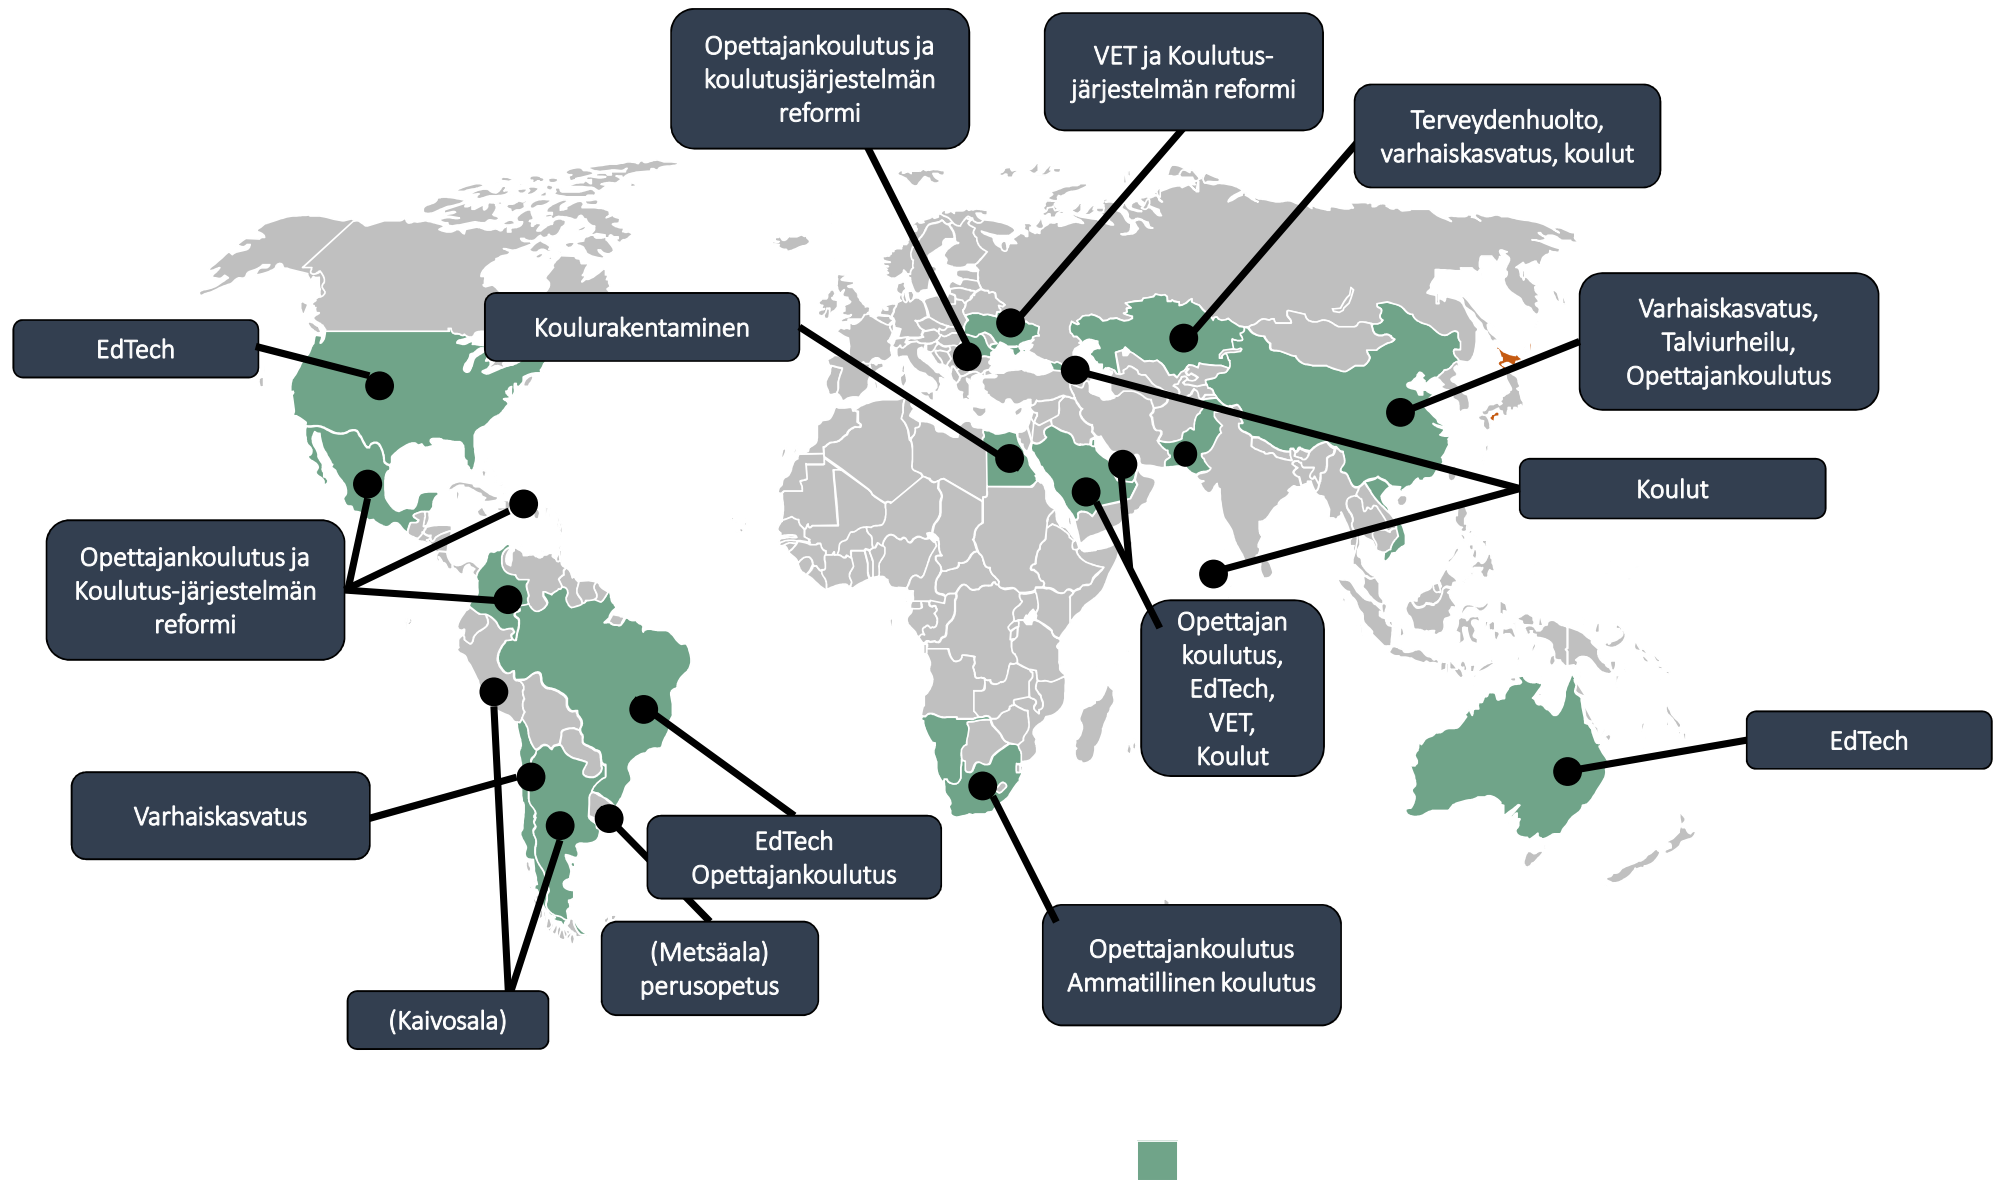 Opettajankoulutus ja
koulutusjärjestelmän
reformi
VET ja Koulutus-
järjestelmän reformi
Terveydenhuolto,
varhaiskasvatus, koulut
EdTech
Koulurakentaminen
Varhaiskasvatus,
Talviurheilu,
Opettajankoulutus
Koulut
Opettajankoulutus ja
Koulutus-järjestelmän
reformi
Opettajan
koulutus,
EdTech,
VET,
Koulut
EdTech
Varhaiskasvatus
EdTech
Opettajankoulutus
(Metsäala)
perusopetus
Opettajankoulutus
Ammatillinen koulutus
(Kaivosala)